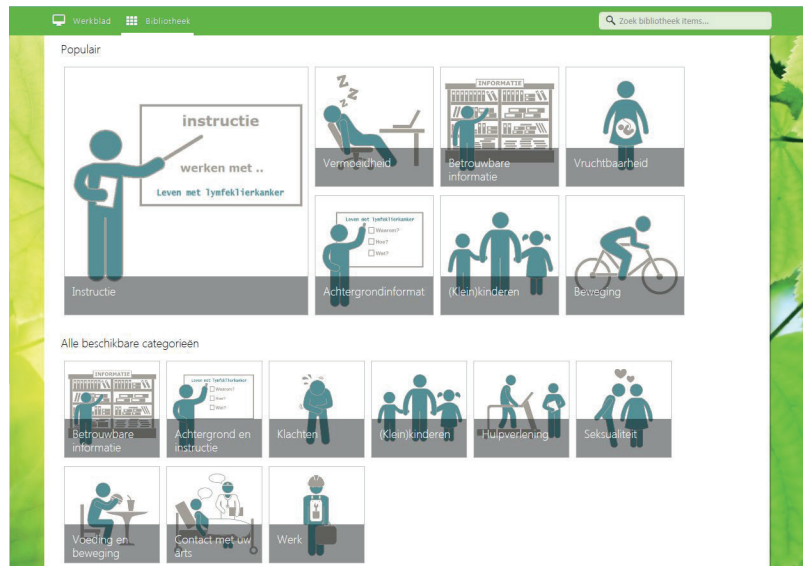 Werkblad Bibliotheek
Zoek bibliotheek items...
Populair
instructie
werken met ..
Leven met lymfeklierkanker
Instructie
z z z
Vermoeidheid
INFORMATIE
Betrouwbare
informatie
Vruchtbaarheid
Leven met lymfeklierkanker
Waarom?
Hoe?
Wat?
Achtergrondinformat
(Klein)kinderen
Beweging
Alle beschikbare categorieën
INFORMATIE
Betrouwbare
informatie
Leven met lymfeklierkanker
Waarom?
Hoe?
Wat?
Achtergrond en
instructie
Klachten
(Klein)kinderen
Hulpverlening
Seksualiteit
Voeding en
beweging
Contact met uw
arts
Werk